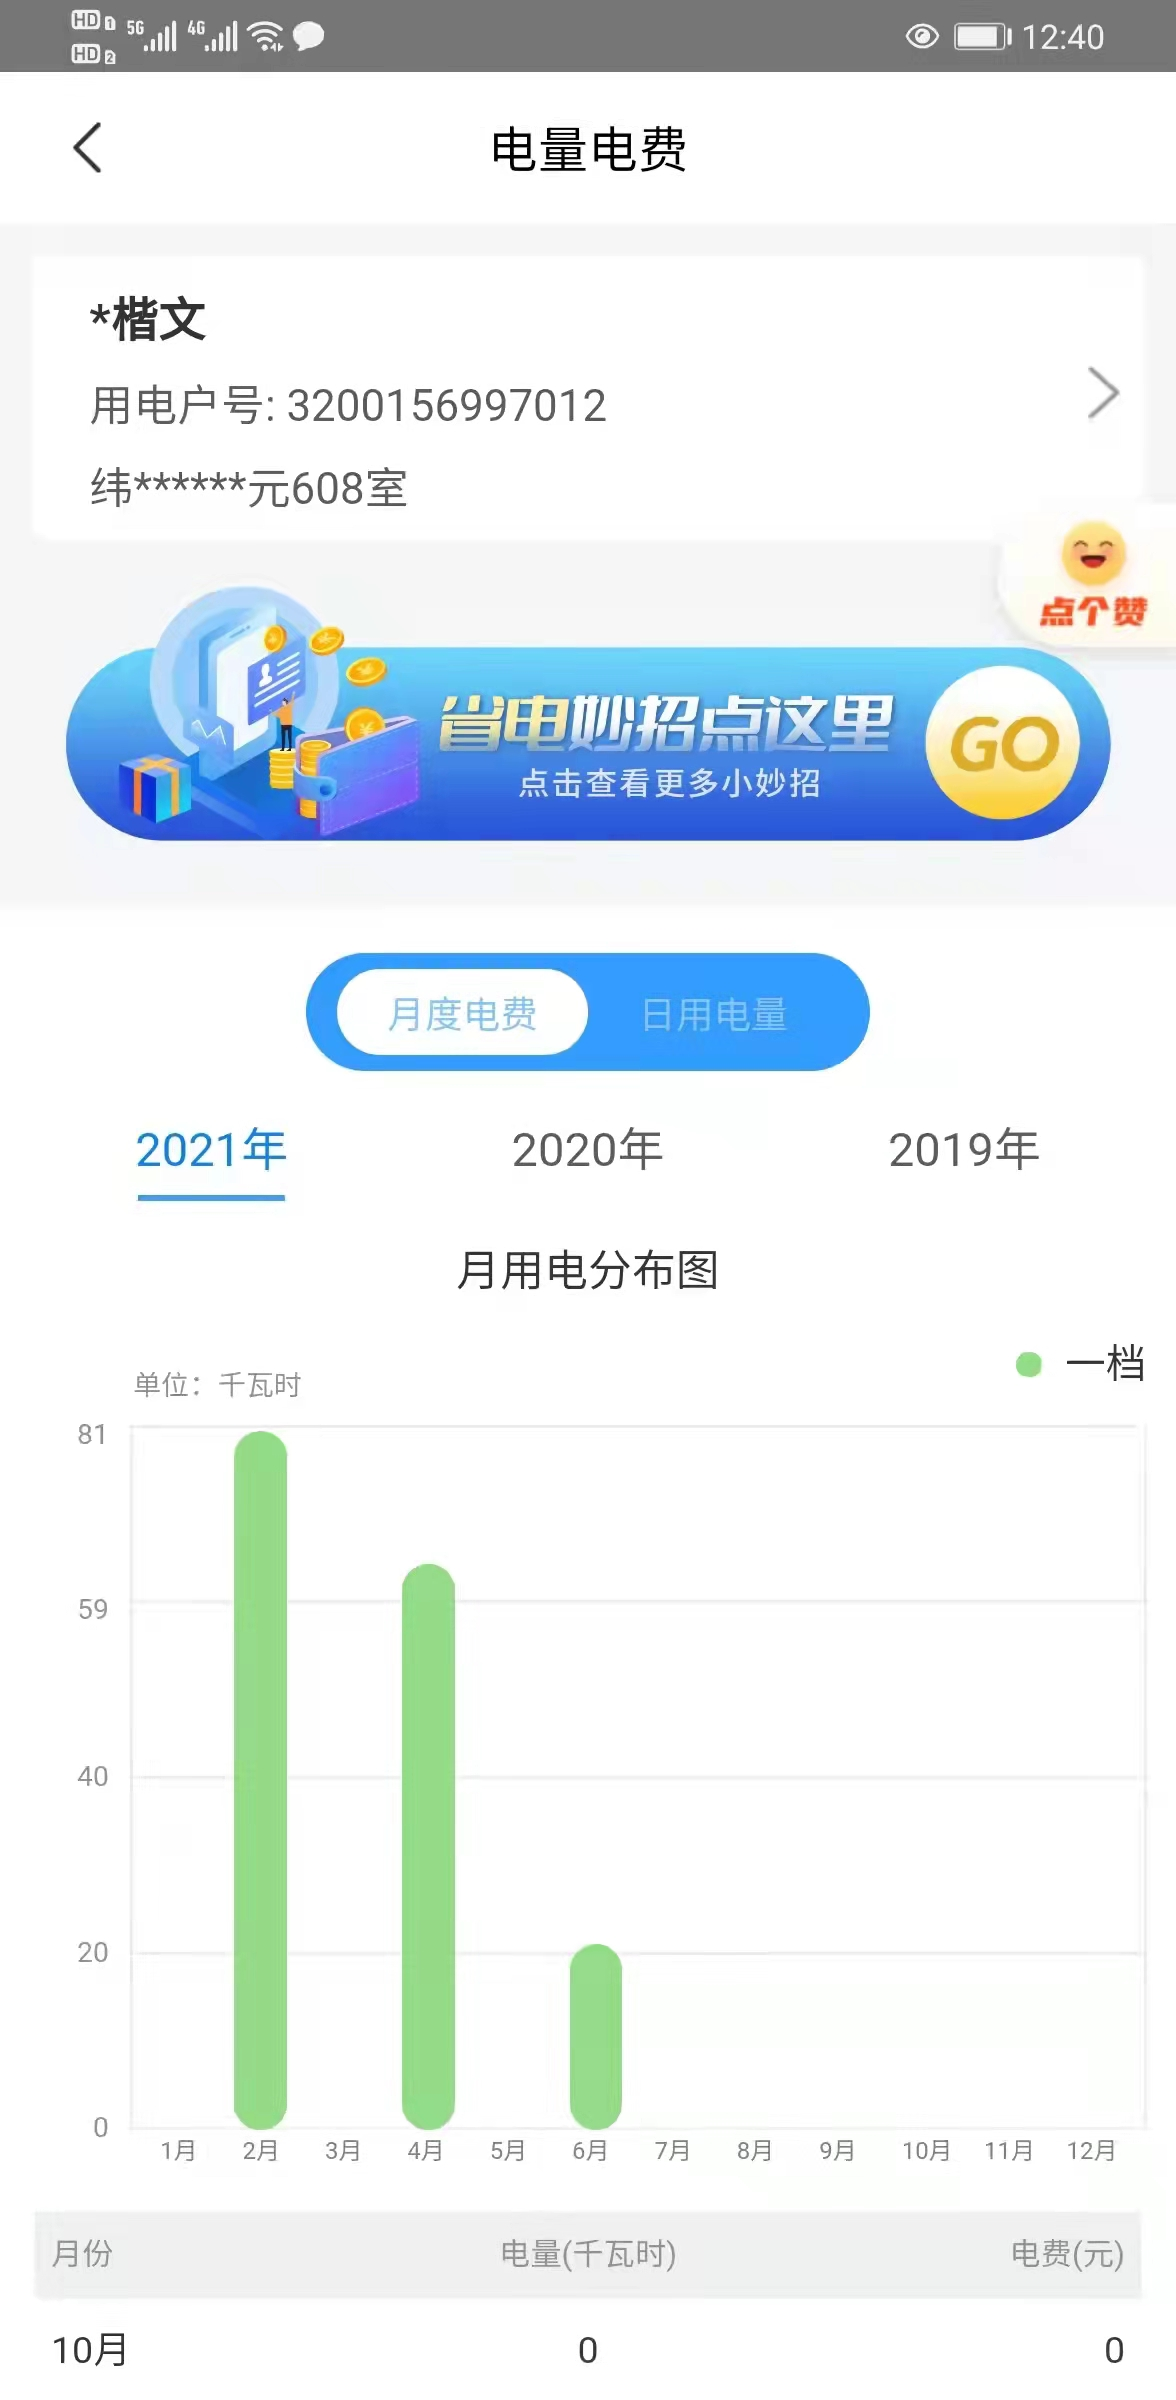 HD 1 5G 4G 12:40
HD 2
电量电费
*楷文
用电户号: 3200156997012
纬******元608室
点个赞
省电妙招点这里
点击查看更多小妙招
GO
月度电费 日用电量
2021年 2020年 2019年
月用电分布图
一档
单位：千瓦时
81
59
40
20
0
1月 2月 3月 4月 5月 6月 7月 8月 9月 10月 11月 12月
月份 电量(千瓦时) 电费(元)
10月 0 0